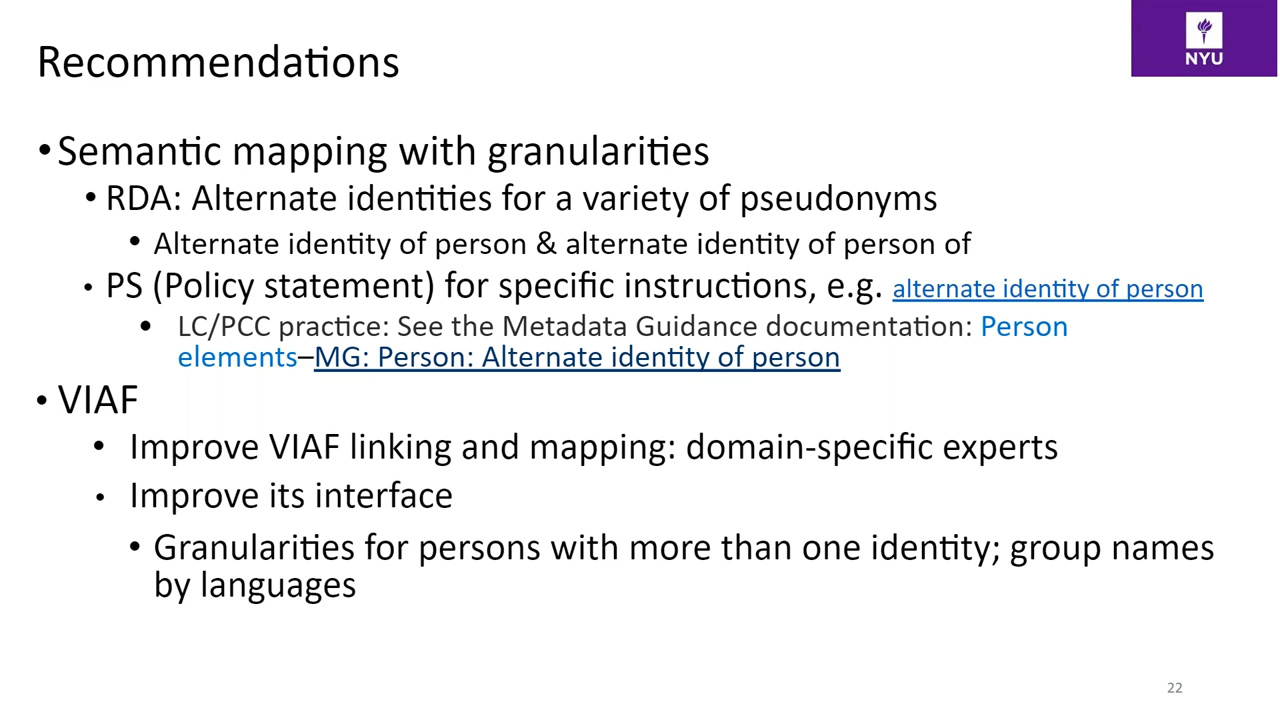 NYU
Recommendations
• Semantic mapping with granularities
• RDA: Alternate identities for a variety of pseudonyms
• Alternate identity of person & alternate identity of person of
• PS (Policy statement) for specific instructions, e.g. alternate identity of person
• LC/PCC practice: See the Metadata Guidance documentation: Person
elements–MG: Person: Alternate identity of person
• VIAF
• Improve VIAF linking and mapping: domain-specific experts
• Improve its interface
• Granularities for persons with more than one identity; group names
by languages
22